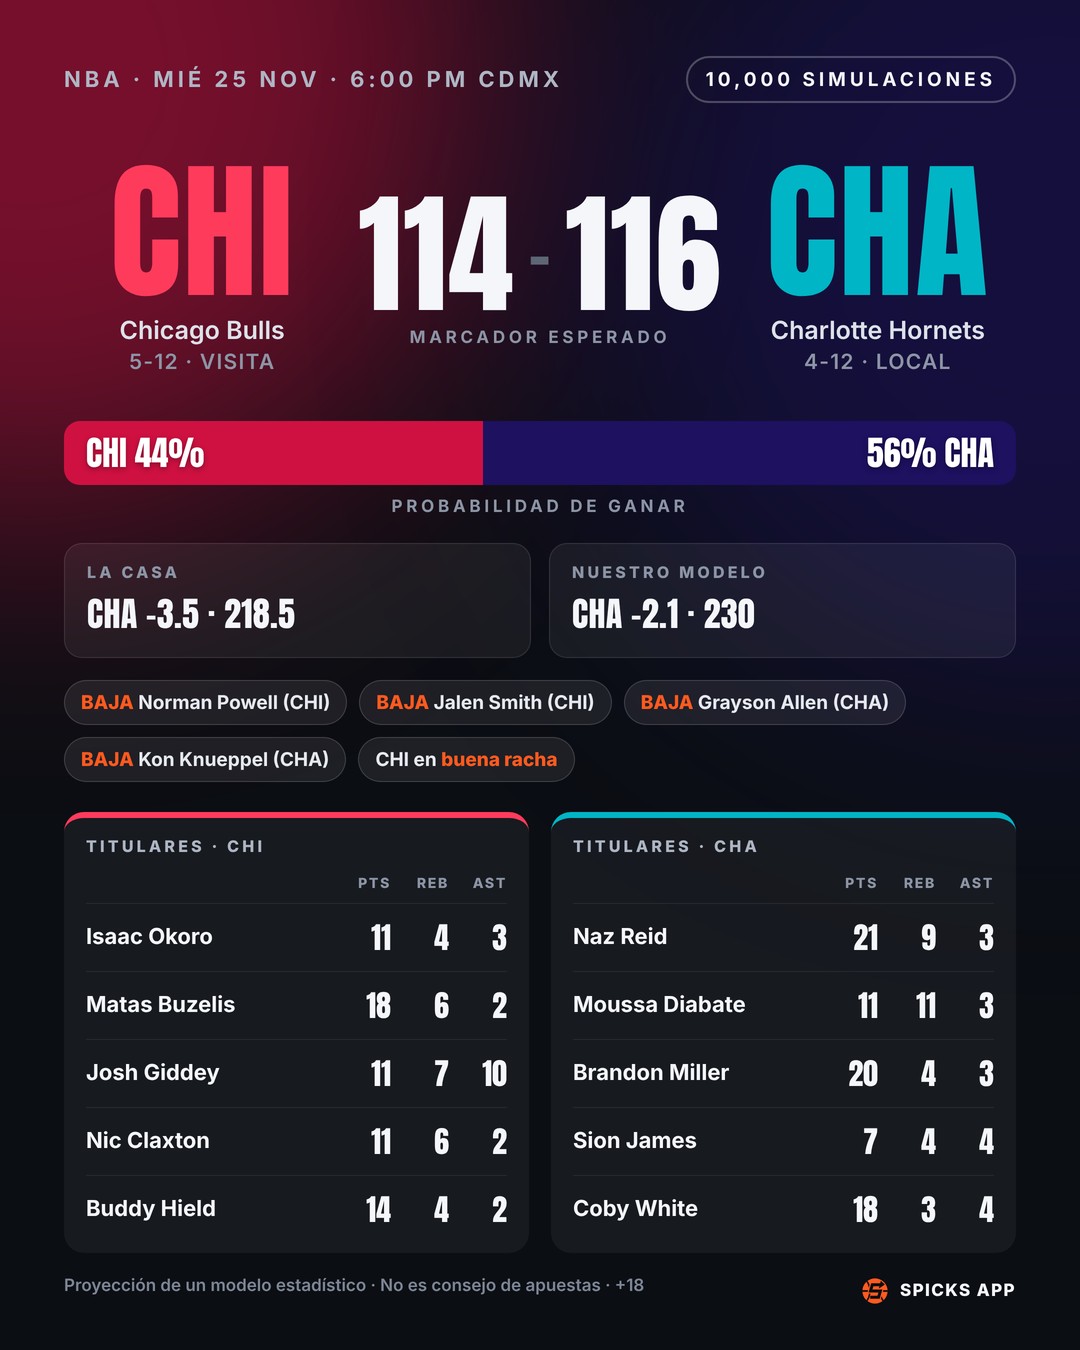 NBA · MIÉ 25 NOV · 6:00 PM CDMX
10,000 SIMULACIONES
CHI
114 - 116
CHA
Chicago Bulls
5-12 · VISITA
MARCADOR ESPERADO
Charlotte Hornets
4-12 · LOCAL
CHI 44%
56% CHA
PROBABILIDAD DE GANAR
LA CASA
CHA -3.5 · 218.5
NUESTRO MODELO
CHA -2.1 · 230
BAJA Norman Powell (CHI)
BAJA Jalen Smith (CHI)
BAJA Grayson Allen (CHA)
BAJA Kon Knueppel (CHA)
CHI en buena racha
TITULARES · CHI
PTS REB AST
Isaac Okoro 11 4 3
Matas Buzelis 18 6 2
Josh Giddey 11 7 10
Nic Claxton 11 6 2
Buddy Hield 14 4 2
TITULARES · CHA
PTS REB AST
Naz Reid 21 9 3
Moussa Diabate 11 11 3
Brandon Miller 20 4 3
Sion James 7 4 4
Coby White 18 3 4
Proyección de un modelo estadístico · No es consejo de apuestas · +18
SPICKS APP